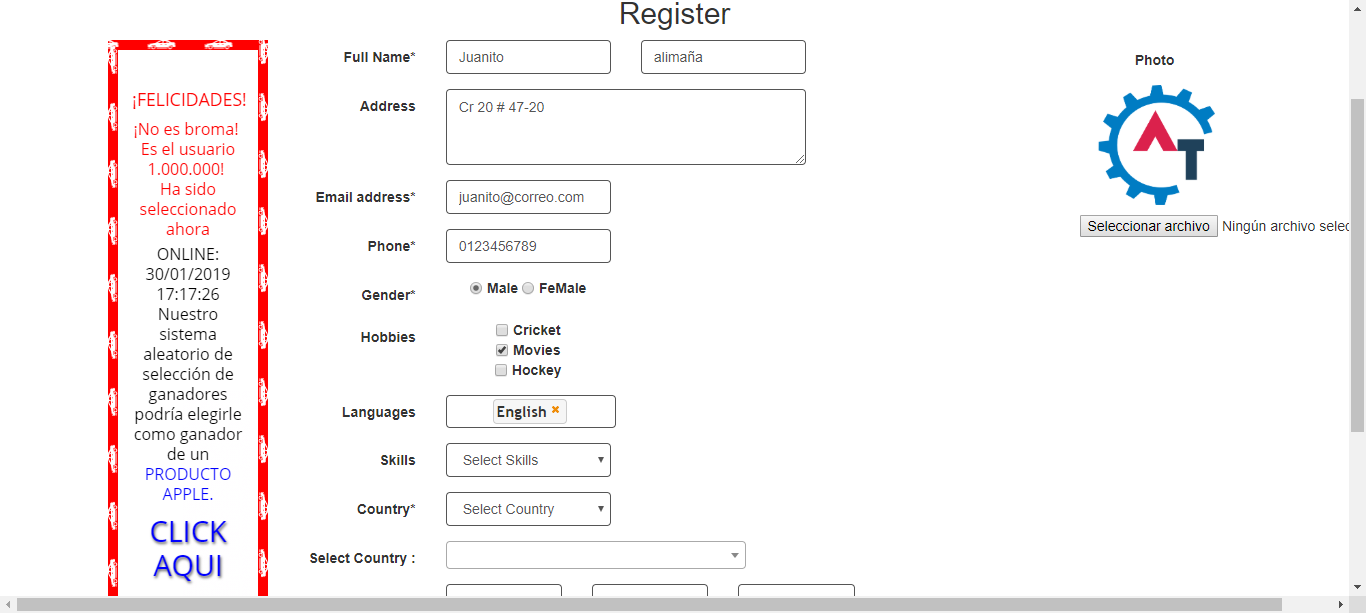 Register
¡FELICIDADES!
¡No es broma!
Es el usuario
1.000.000!
Ha sido
seleccionado
ahora
ONLINE:
30/01/2019
17:17:26
Nuestro
sistema
aleatorio de
selección de
ganadores
podría elegirle
como ganador
de un
PRODUCTO
APPLE.
CLICK
AQUI
Full Name* Juanito alimaña
Address Cr 20 # 47-20
Email address* juanito@correo.com
Phone* 0123456789
Gender* Male FeMale
Hobbies Cricket
Movies
Hockey
Languages English
Skills Select Skills
Country* Select Country
Select Country :
Photo
AT
Seleccionar archivo Ningún archivo selec